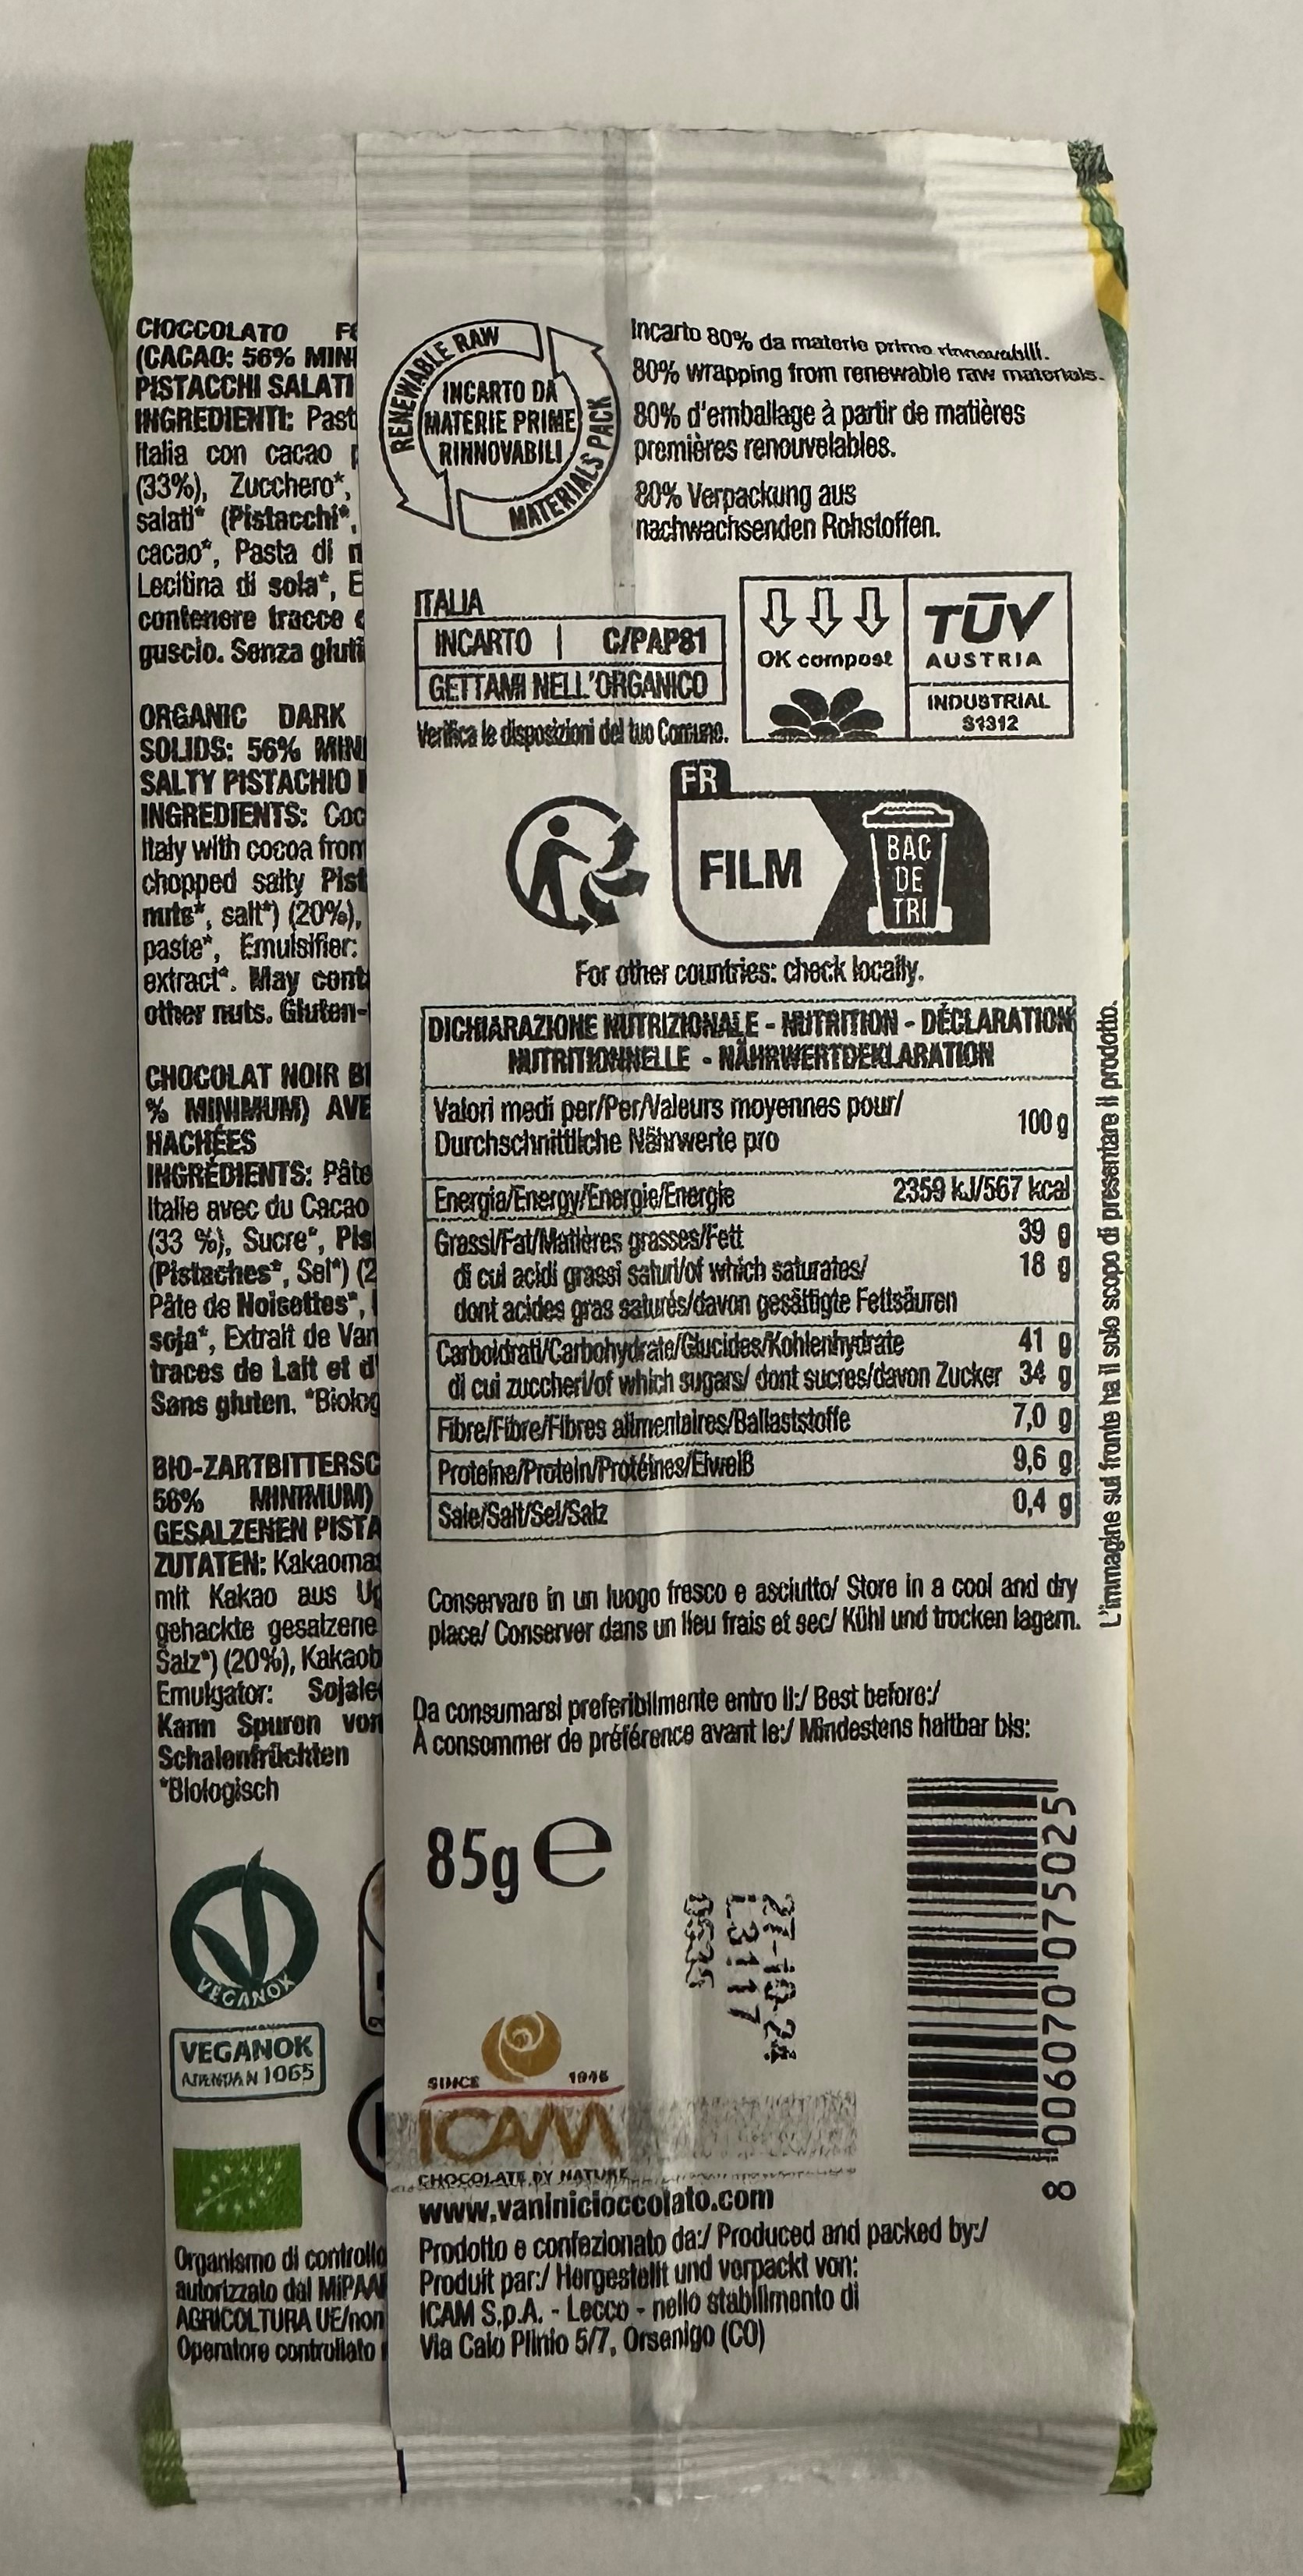 CIOCCOLATO
(CACAO: 56% MIN
PISTACCHI SALATI
INGREDIENTI: Past
Italia con cacao
(33%), Zucchero*,
salati* (Pistacchi*,
cacao*, Pasta di n
Lecitina di soia*, E
contenere tracce
guscio. Senza gluti
ORGANIC DARK
SOLIDS: 56% MIN
SALTY PISTACHIO
INGREDIENTS: Coc
Italy with cocoa from
chopped salty Pist
nuts*, salt*) (20%),
paste*, Emulsifier:
extract*. May cont
other nuts. Gluten-
CHOCOLAT NOIR BI
% MINIMUM) AVE
HACHÉES
INGRÉDIENTS: Pâte
Italie avec du Cacao
(33 %), Sucre*, Pis
(Pistaches*, Sel*) (2
Pâte de Noisettes*,
soja*, Extrait de Van
traces de Lait et d'
Sans gluten. *Biolog
BIO-ZARTBITTERSC
56% MINIMUM)
GESALZENEN PISTA
ZUTATEN: Kakaomas
mit Kakao aus Ug
gehackte gesalzene
Salz*) (20%), Kakaob
Emulgator: Sojale
Kann Spuren von
Schalenfrüchten
*Biologisch
VEGANOK
VEGANOK
AZIENDA N 1065
Organismo di controllo
autorizzato dal MiPAA
AGRICOLTURA UE/non
Operatore controllato
RENEWABLE RAW
MATERIALS PACK
INCARTO DA
MATERIE PRIME
RINNOVABILI
Incarto 80% da materie prime rinnovabili.
80% wrapping from renewable raw materials.
80% d'emballage à partir de matières
premières renouvelables.
80% Verpackung aus
nachwachsenden Rohstoffen.
ITALIA
INCARTO | C/PAP81
GETTAMI NELL'ORGANICO
Verifica le disposizioni del tuo Comune.
OK compost
TÜV
AUSTRIA
INDUSTRIAL
S1312
FR
FILM
BAC
DE
TRI
For other countries: check locally.
DICHIARAZIONE NUTRIZIONALE - NUTRITION - DÉCLARATION
NUTRITIONNELLE - NÄHRWERTDEKLARATION
Valori medi per/Per/Valeurs moyennes pour/
Durchschnittliche Nährwerte pro 100 g
Energia/Energy/Energie/Energie 2359 kJ/567 kcal
Grassi/Fat/Matières grasses/Fett 39 g
di cui acidi grassi saturi/of which saturates/ 18 g
dont acides gras saturés/davon gesättigte Fettsäuren
Carboidrati/Carbohydrate/Glucides/Kohlenhydrate 41 g
di cui zuccheri/of which sugars/ dont sucres/davon Zucker 34 g
Fibre/Fibre/Fibres alimentaires/Ballaststoffe 7,0 g
Proteine/Protein/Protéines/Eiweiß 9,6 g
Sale/Salt/Sel/Salz 0,4 g
L'immagine sul fronte ha il solo scopo di presentare il prodotto.
Conservare in un luogo fresco e asciutto/ Store in a cool and dry
place/ Conserver dans un lieu frais et sec/ Kühl und trocken lagern.
Da consumarsi preferibilmente entro il:/ Best before:/
À consommer de préférence avant le:/ Mindestens haltbar bis:
85g e
27-10-24
L3117
8 006070 075025
SINCE 1946
ICAM
CHOCOLATE BY NATURE
www.vaninicioccolato.com
Prodotto e confezionato da:/ Produced and packed by:/
Produit par:/ Hergestellt und verpackt von:
ICAM S.p.A. - Lecco - nello stabilimento di
Via Caio Plinio 5/7, Orsenigo (CO)